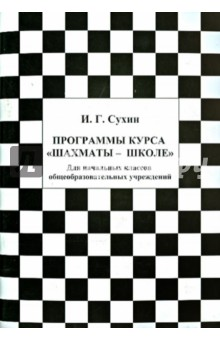 И. Г. Сухин
ПРОГРАММЫ КУРСА
«ШАХМАТЫ – ШКОЛЕ»
Для начальных классов
общеобразовательных учреждений